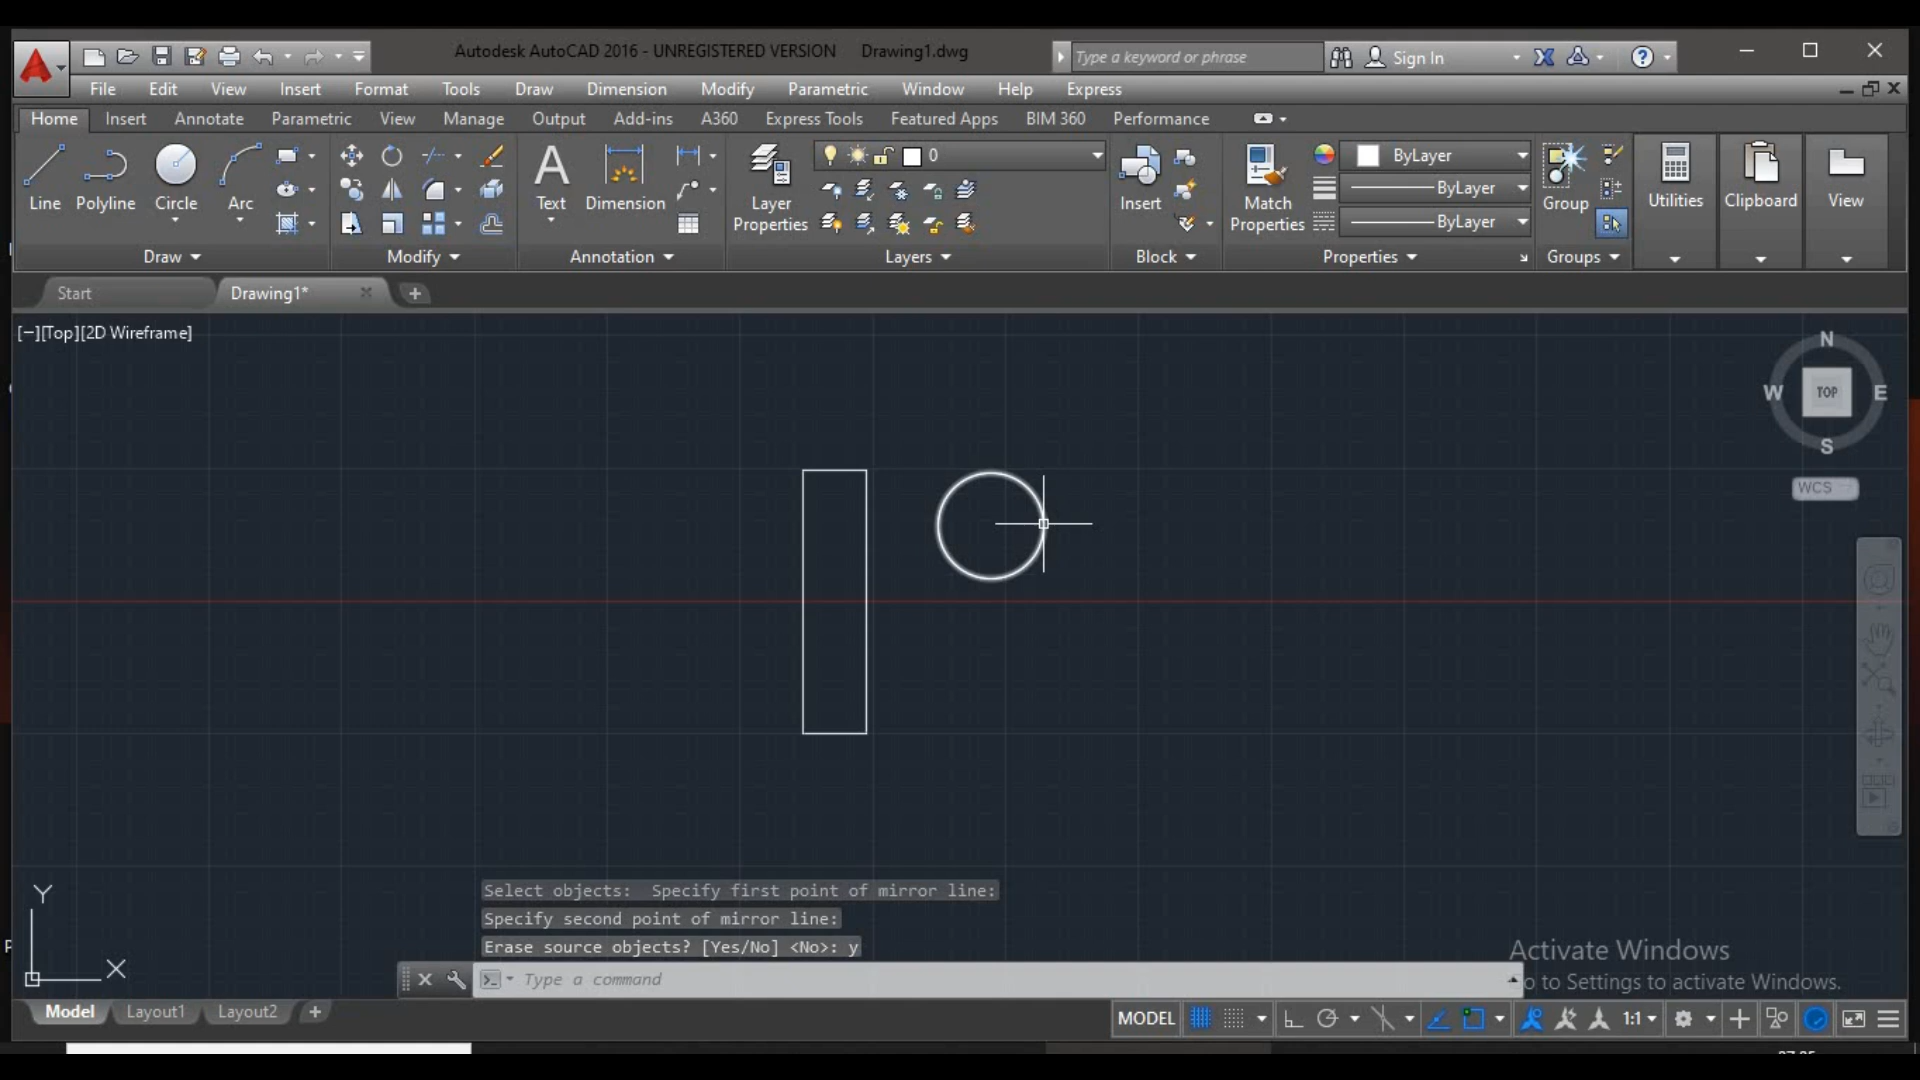 Autodesk AutoCAD 2016 - UNREGISTERED VERSION Drawing1.dwg
Type a keyword or phrase
Sign In
File Edit View Insert Format Tools Draw Dimension Modify Parametric Window Help Express
Home Insert Annotate Parametric View Manage Output Add-ins A360 Express Tools Featured Apps BIM 360 Performance
0
ByLayer
ByLayer
ByLayer
Line Polyline Circle Arc
Text Dimension
Layer Properties
Insert
Match Properties
Group
Utilities
Clipboard
View
Draw Modify Annotation Layers Block Properties Groups
Start Drawing1*
[−][Top][2D Wireframe]
N
W TOP E
S
WCS
Select objects: Specify first point of mirror line:
Specify second point of mirror line:
Erase source objects? [Yes/No] <No>: y
Y
X
Type a command
Activate Windows
o to Settings to activate Windows.
Model Layout1 Layout2
MODEL
1:1